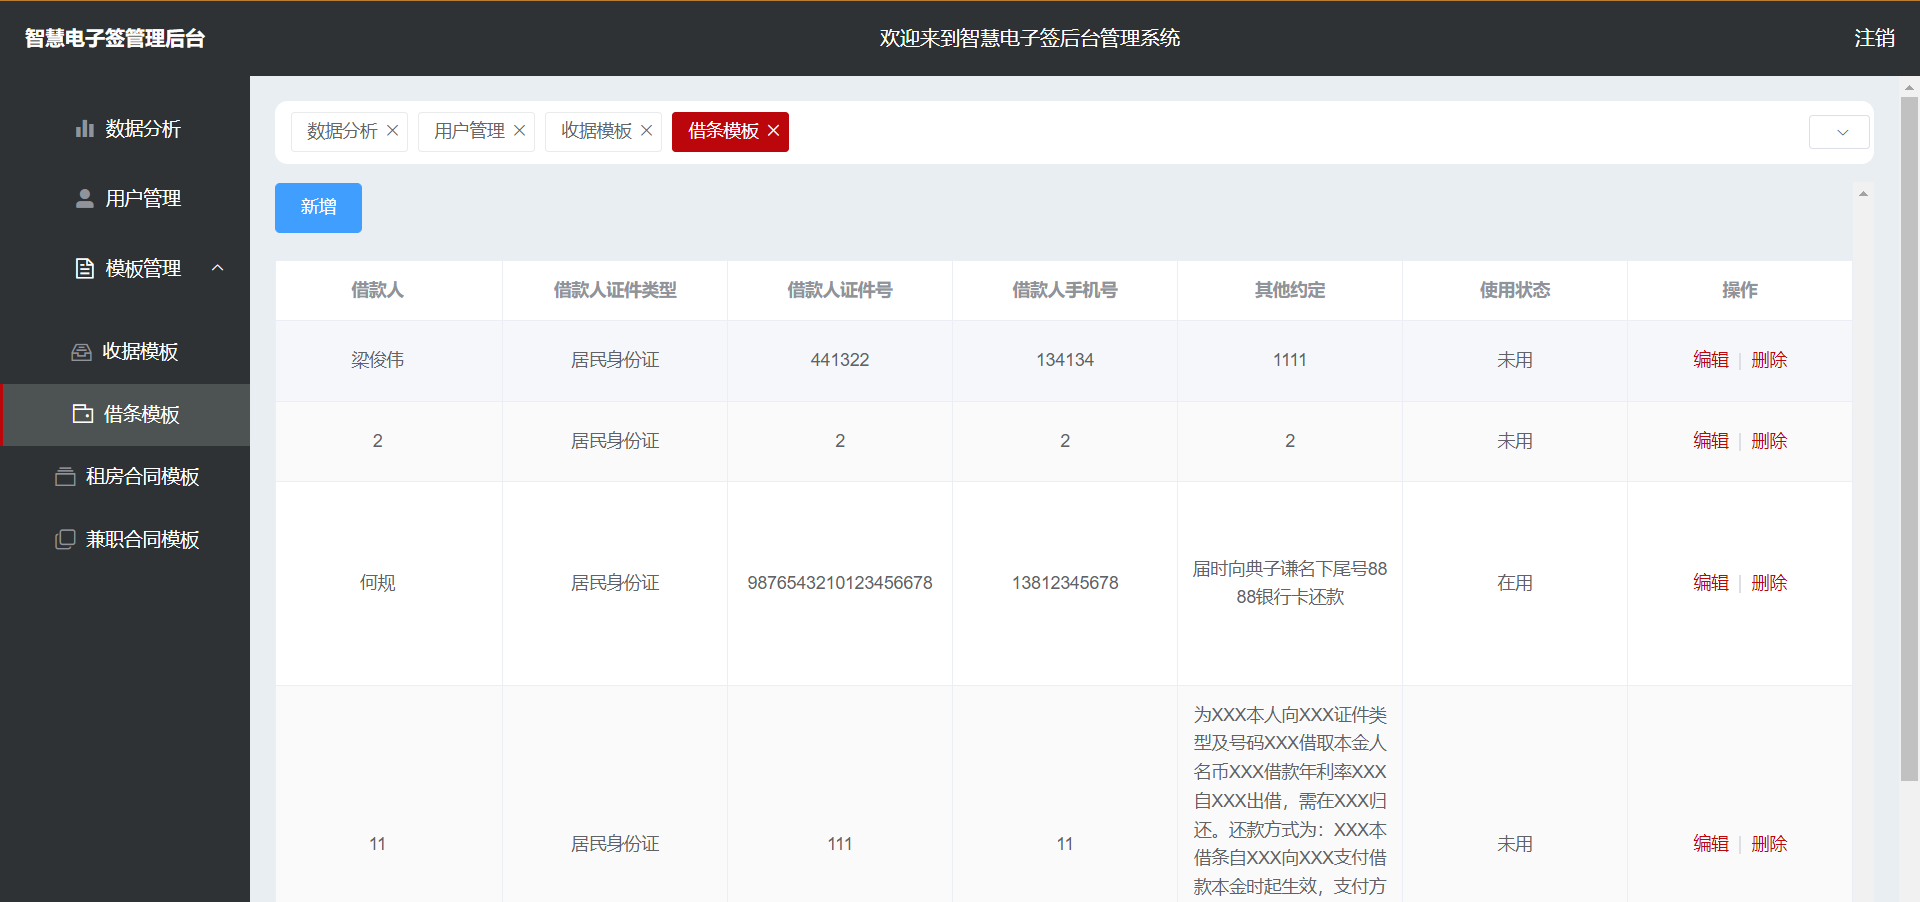 智慧电子签管理后台
欢迎来到智慧电子签后台管理系统
注销
数据分析
用户管理
模板管理
收据模板
借条模板
租房合同模板
兼职合同模板
数据分析 用户管理 收据模板 借条模板
新增
借款人 借款人证件类型 借款人证件号 借款人手机号 其他约定 使用状态 操作
梁俊伟 居民身份证 441322 134134 1111 未用 编辑 | 删除
2 居民身份证 2 2 2 未用 编辑 | 删除
何规 居民身份证 9876543210123456678 13812345678 届时向典子谦名下尾号88
88银行卡还款
在用 编辑 | 删除
11 居民身份证 111 11
为XXX本人向XXX证件类
型及号码XXX借取本金人
名币XXX借款年利率XXX
自XXX出借，需在XXX归
还。还款方式为：XXX本
借条自XXX向XXX支付借
款本金时起生效，支付方
未用 编辑 | 删除